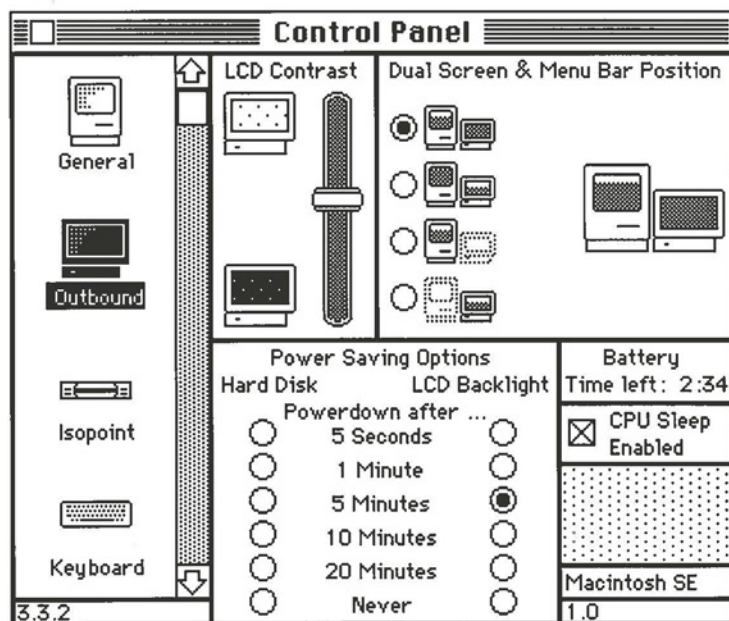 Control Panel
General
Outbound
Isopoint
Keyboard
3.3.2
LCD Contrast
Dual Screen & Menu Bar Position
Power Saving Options
Hard Disk LCD Backlight
Powerdown after ...
5 Seconds
1 Minute
5 Minutes
10 Minutes
20 Minutes
Never
Battery
Time left: 2:34
CPU Sleep
Enabled
Macintosh SE
1.0